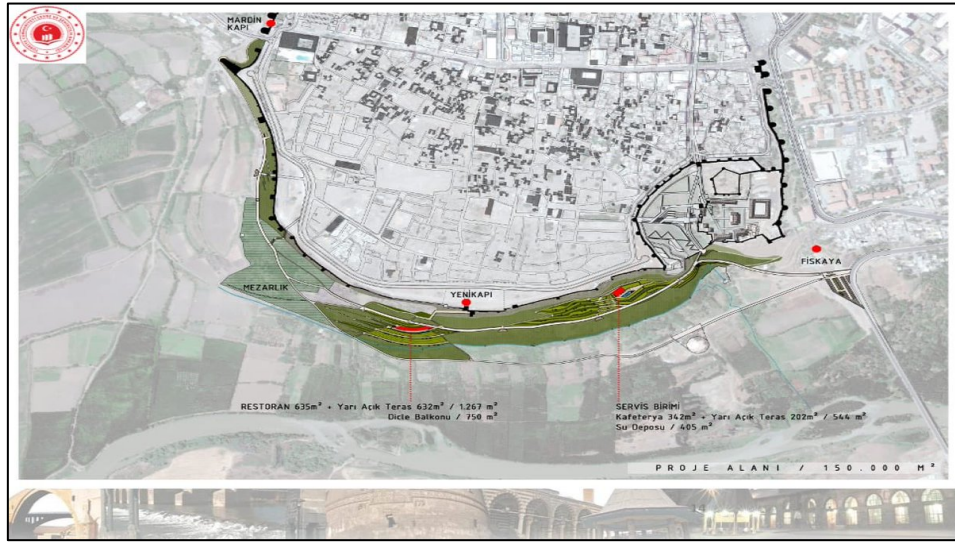 MARDİN
KAPI
FİSKAYA
MEZARLIK
YENİKAPI
RESTORAN 635m² + Yarı Açık Teras 632m² / 1.267 m²
Dicle Balkonu / 750 m²
SERVİS BİRİMİ
Kafeterya 342m² + Yarı Açık Teras 202m² / 544 m²
Su Deposu / 405 m²
PROJE ALANI / 150.000 M²